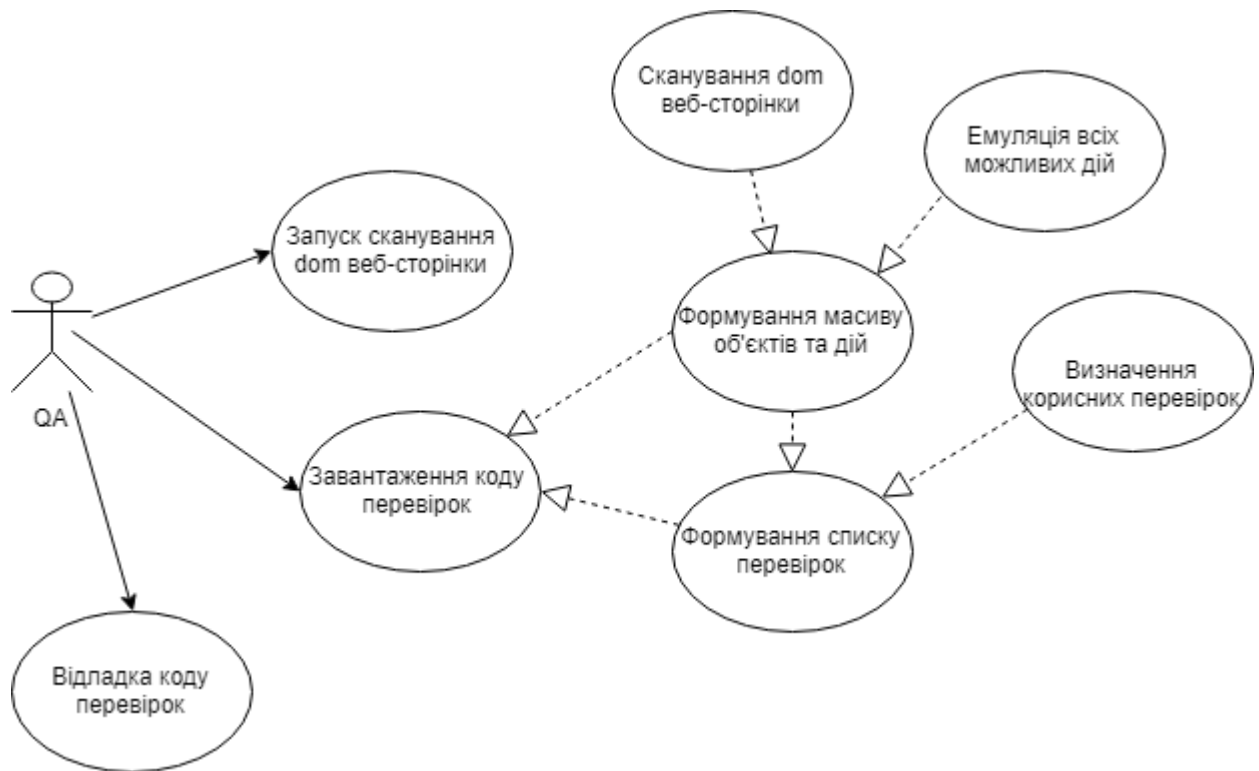 Сканування dom
веб-сторінки
Емуляція всіх
можливих дій
Запуск сканування
dom веб-сторінки
Формування масиву
об'єктів та дій
Визначення
корисних перевірок
QA
Завантаження коду
перевірок
Формування списку
перевірок
Відладка коду
перевірок